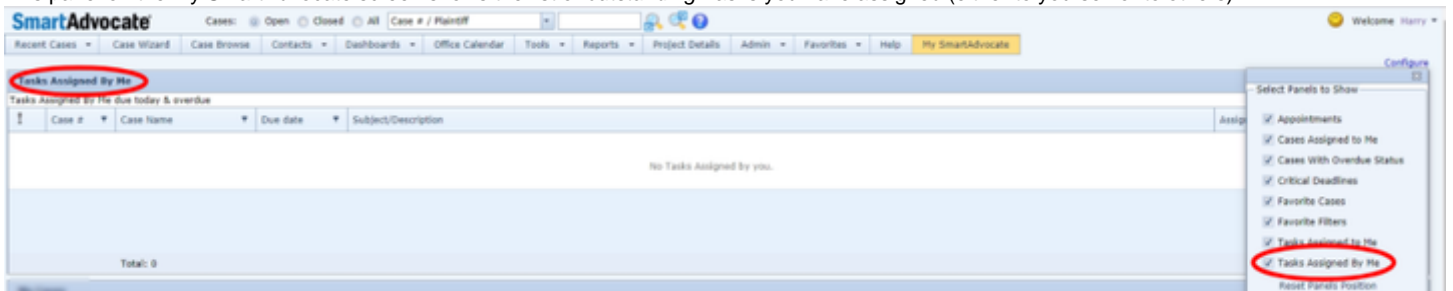 SmartAdvocate Cases: Open Closed All Case # / Plaintiff Welcome Harry
Recent Cases Case Wizard Case Browse Contacts Dashboards Office Calendar Tools Reports Project Details Admin Favorites Help My SmartAdvocate
Configure
Tasks Assigned By Me
Select Panels to Show
Tasks Assigned By Me due today & overdue
! Case # Case Name Due date Subject/Description Assig
Appointments
Cases Assigned to Me
No Tasks Assigned By you.
Cases With Overdue Status
Critical Deadlines
Favorite Cases
Favorite Filters
Tasks Assigned to Me
Total: 0
Tasks Assigned By Me
Reset Panels Position